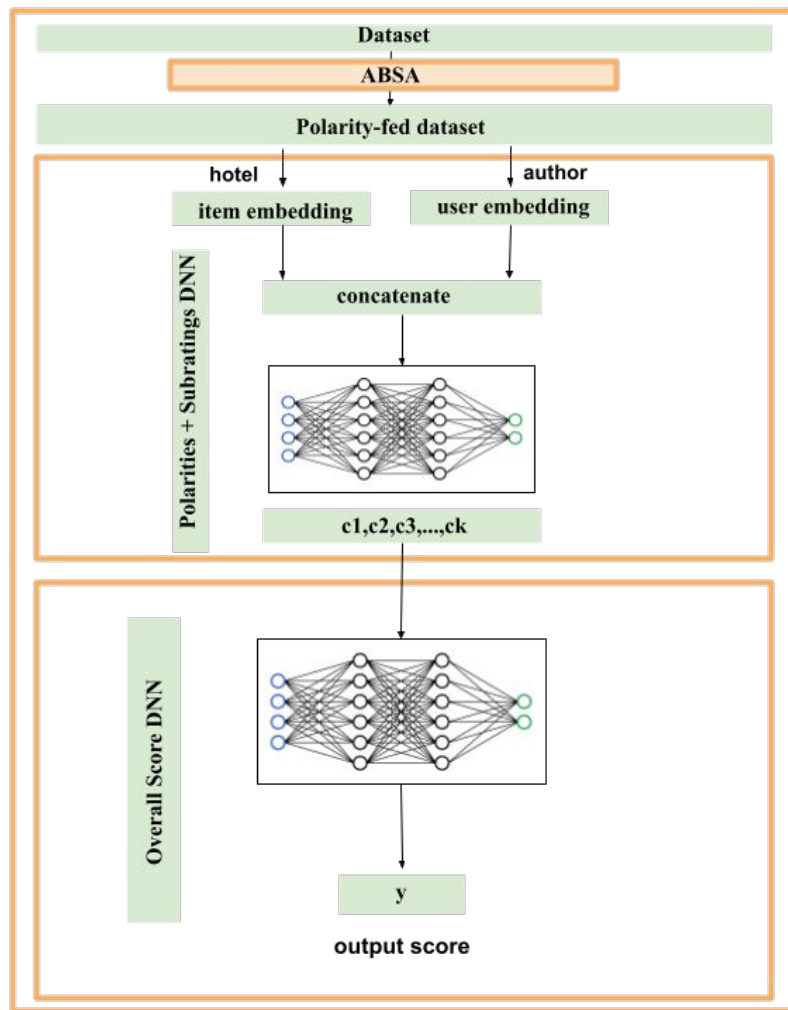 Dataset
ABSA
Polarity-fed dataset
hotel
author
item embedding
user embedding
Polarities + Subratings DNN
concatenate
c1,c2,c3,...,ck
Overall Score DNN
y
output score